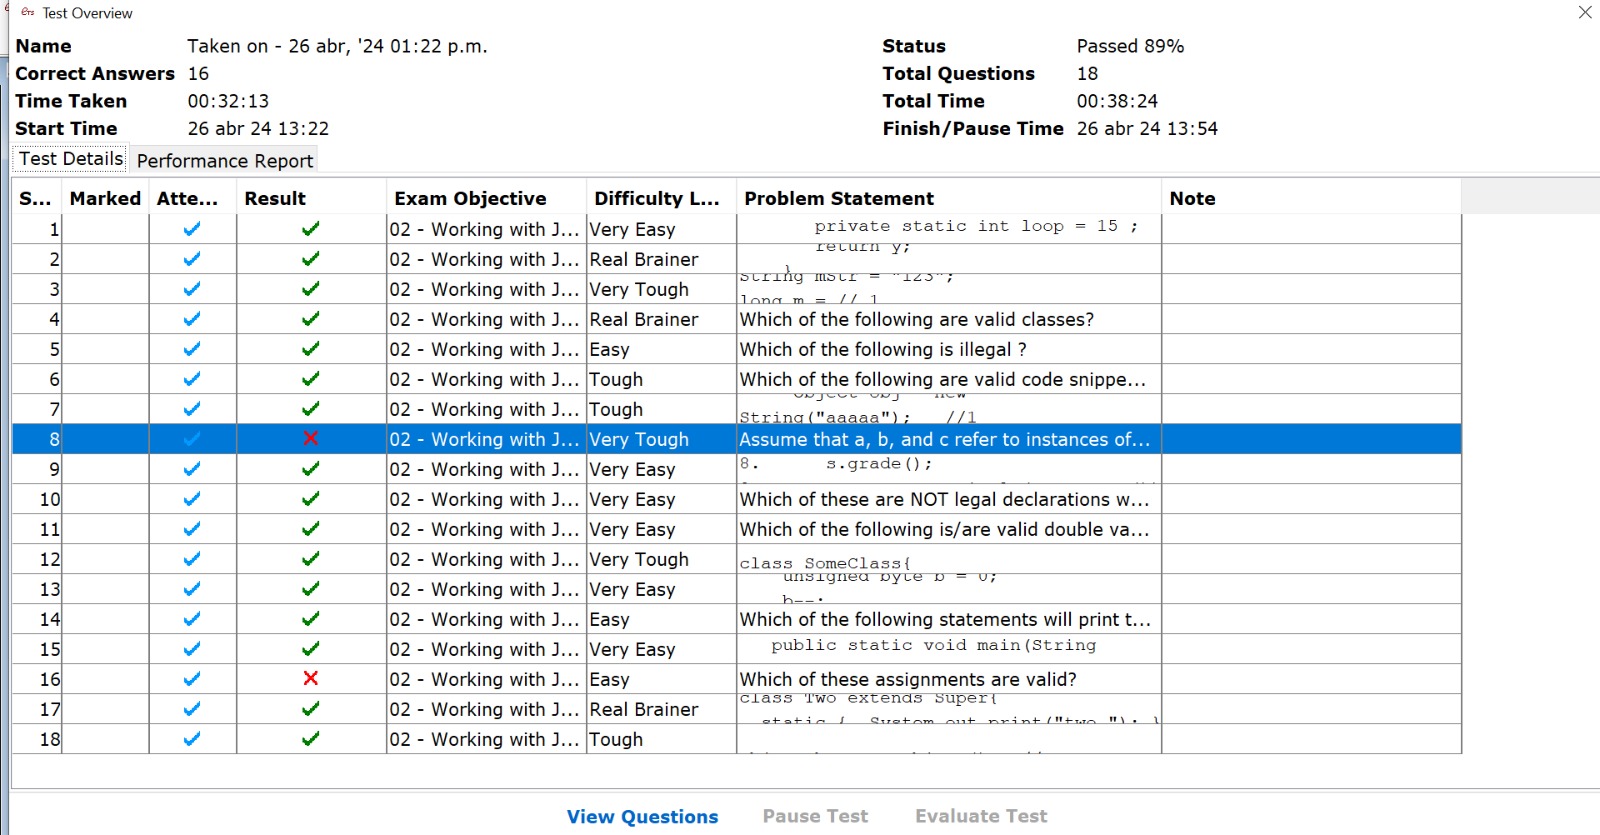 Test Overview
Name Taken on - 26 abr, '24 01:22 p.m. Status Passed 89%
Correct Answers 16 Total Questions 18
Time Taken 00:32:13 Total Time 00:38:24
Start Time 26 abr 24 13:22 Finish/Pause Time 26 abr 24 13:54
Test Details Performance Report
S... Marked Atte... Result Exam Objective Difficulty L... Problem Statement Note
1 02 - Working with J... Very Easy private static int loop = 15 ;
2 02 - Working with J... Real Brainer return y;
}
3 02 - Working with J... Very Tough String mStr = "123";
long m = // 1
4 02 - Working with J... Real Brainer Which of the following are valid classes?
5 02 - Working with J... Easy Which of the following is illegal ?
6 02 - Working with J... Tough Which of the following are valid code snippe...
7 02 - Working with J... Tough Object obj = new
String("aaaaa"); //1
8 02 - Working with J... Very Tough Assume that a, b, and c refer to instances of...
9 02 - Working with J... Very Easy 8. s.grade();
10 02 - Working with J... Very Easy Which of these are NOT legal declarations w...
11 02 - Working with J... Very Easy Which of the following is/are valid double va...
12 02 - Working with J... Very Tough class SomeClass{
13 02 - Working with J... Very Easy unsigned byte b = 0;
b--;
14 02 - Working with J... Easy Which of the following statements will print t...
15 02 - Working with J... Very Easy public static void main(String
16 02 - Working with J... Easy Which of these assignments are valid?
17 02 - Working with J... Real Brainer class Two extends Super{
static { System.out.print("two "); }
18 02 - Working with J... Tough
View Questions Pause Test Evaluate Test